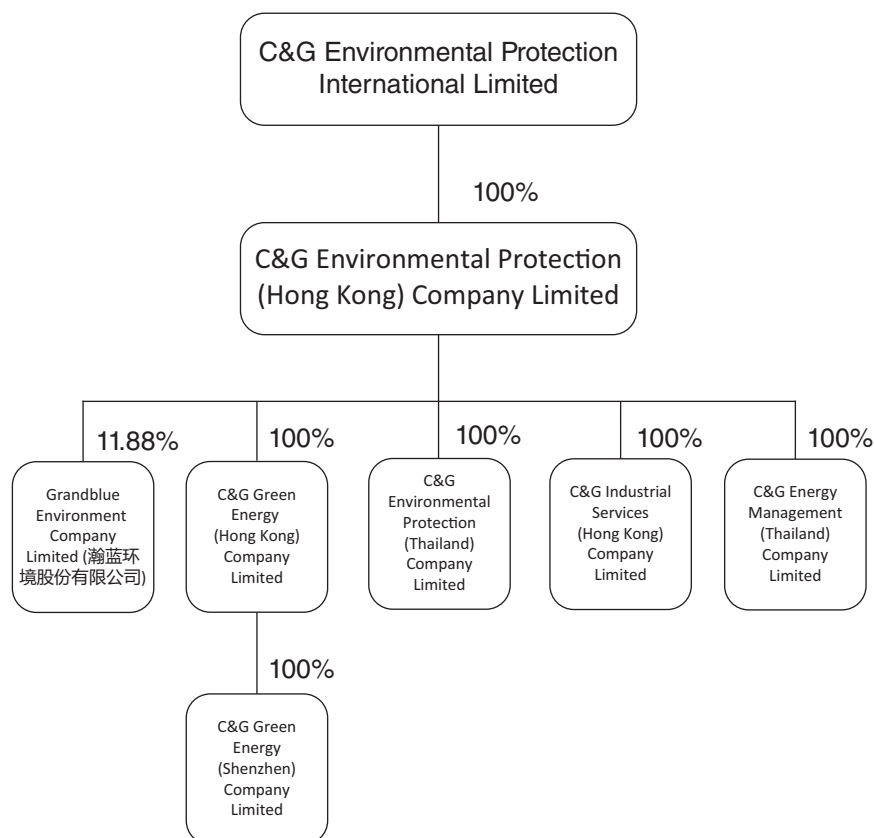 C&G Environmental Protection
International Limited
100%
C&G Environmental Protection
(Hong Kong) Company Limited
11.88%
100%
100%
100%
100%
Grandblue
Environment
Company
Limited (瀚蓝环
境股份有限公司)
C&G Green
Energy
(Hong Kong)
Company
Limited
C&G
Environmental
Protection
(Thailand)
Company
Limited
C&G Industrial
Services
(Hong Kong)
Company
Limited
C&G Energy
Management
(Thailand)
Company
Limited
100%
C&G Green
Energy
(Shenzhen)
Company
Limited